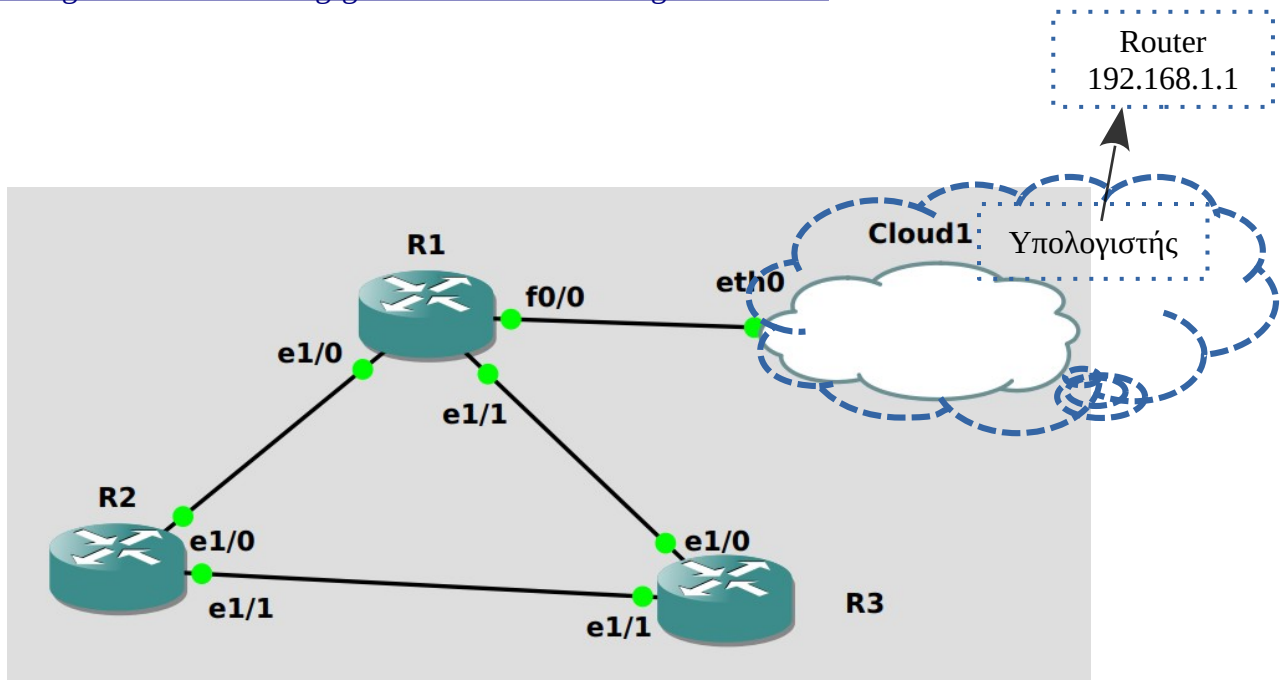 Router
192.168.1.1
Cloud1
Υπολογιστής
R1
eth0
f0/0
e1/0
e1/1
R2
e1/0
e1/0
R3
e1/1
e1/1